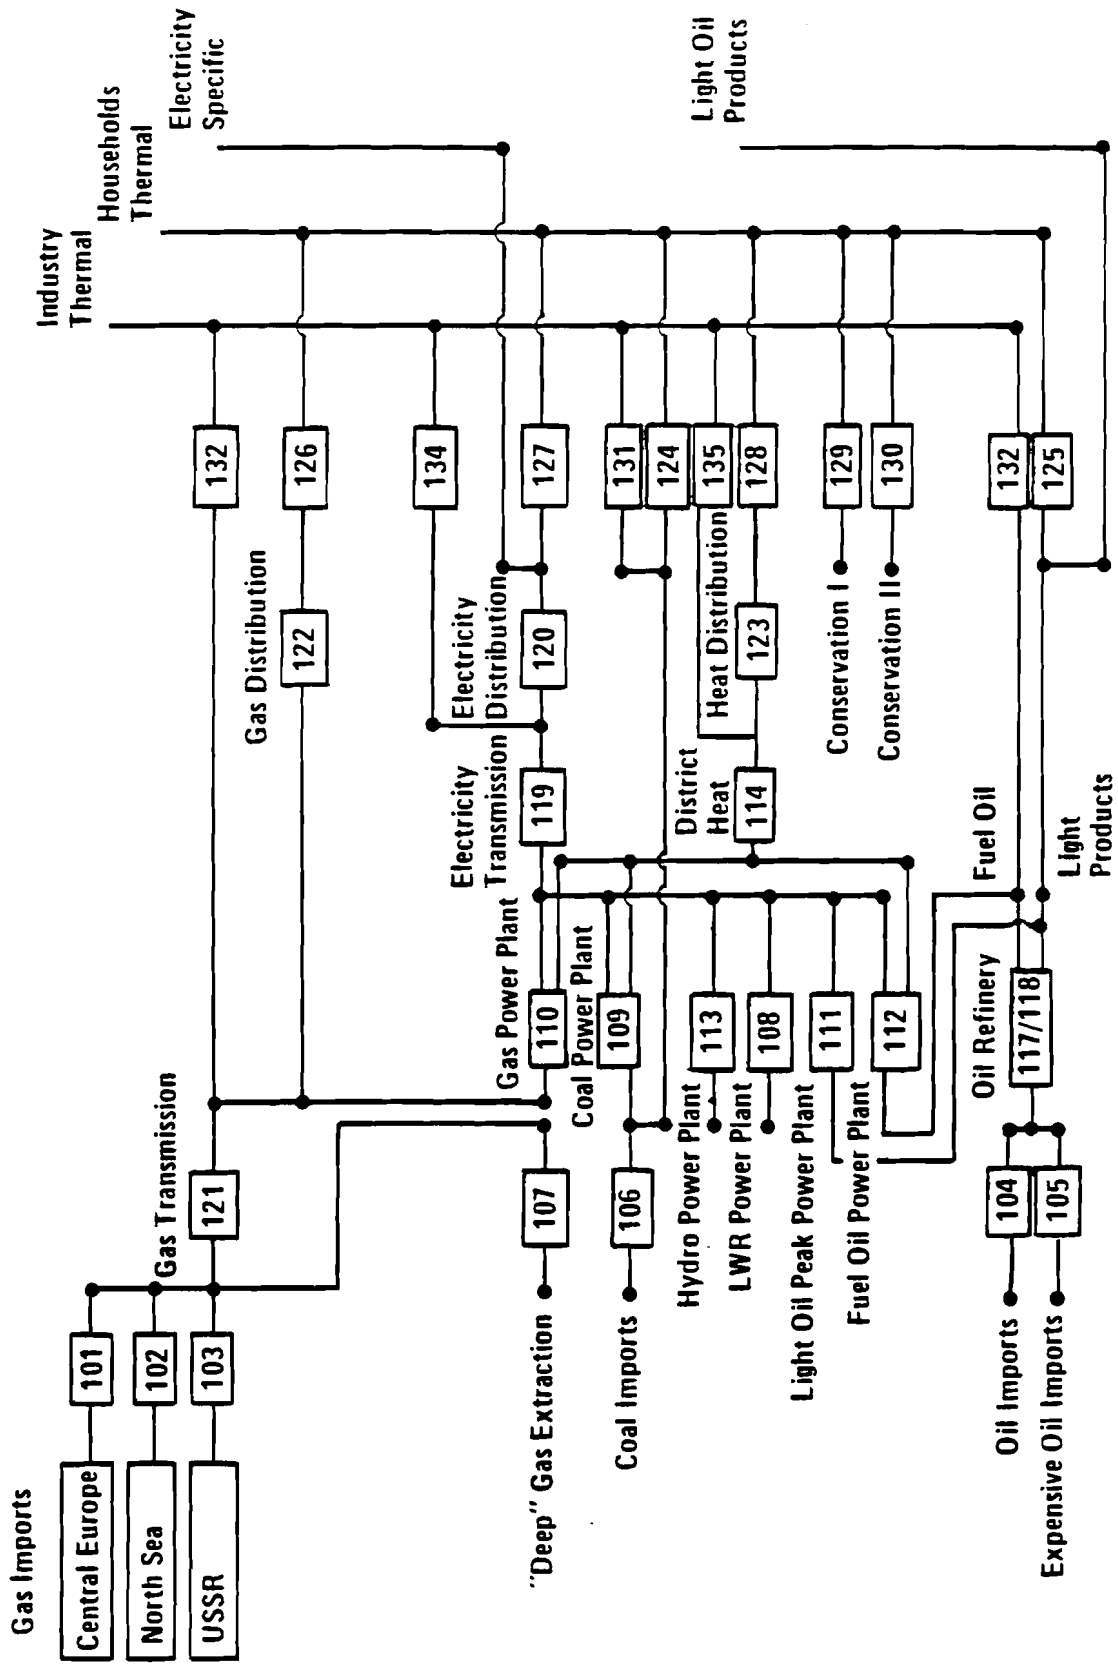 Gas Imports
Central Europe
North Sea
USSR
101
102
103
Gas Transmission
121
"Deep" Gas Extraction
107
Coal Imports
106
Hydro Power Plant
LWR Power Plant
Light Oil Peak Power Plant
Fuel Oil Power Plant
Oil Imports
Expensive Oil Imports
104
105
Oil Refinery
117/118
Gas Power Plant
110
Coal Power Plant
109
113
108
111
112
Fuel Oil
Light
Products
Electricity
Transmission
119
District
Heat
114
Gas Distribution
122
Electricity
Distribution
120
Heat Distribution
123
Conservation I
Conservation II
132
126
134
127
131
124
135
128
129
130
132
125
Industry
Thermal
Households
Thermal
Electricity
Specific
Light Oil
Products